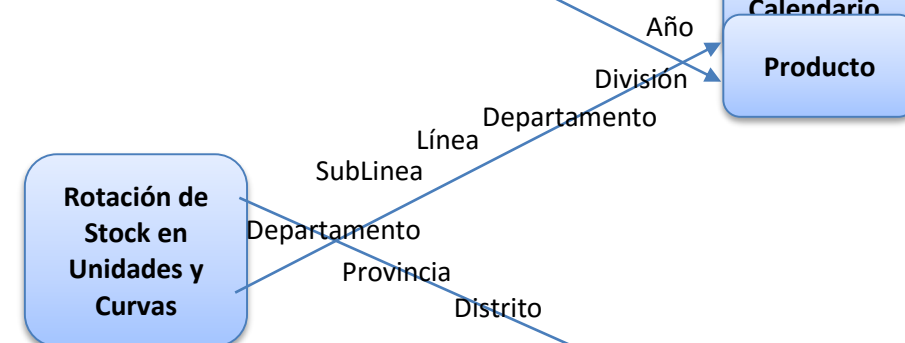 Calendario
Año
Producto
División
Departamento
Línea
SubLinea
Rotación de
Stock en
Unidades y
Curvas
Departamento
Provincia
Distrito